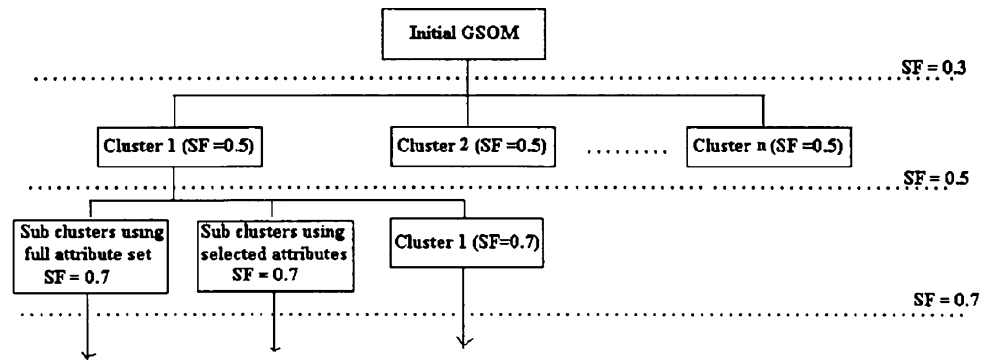 Initial GSOM
SF = 0.3
Cluster 1 (SF =0.5)
Cluster 2 (SF =0.5)
Cluster n (SF =0.5)
SF = 0.5
Sub clusters using
full attribute set
SF = 0.7
Sub clusters using
selected attributes
SF = 0.7
Cluster 1 (SF=0.7)
SF = 0.7